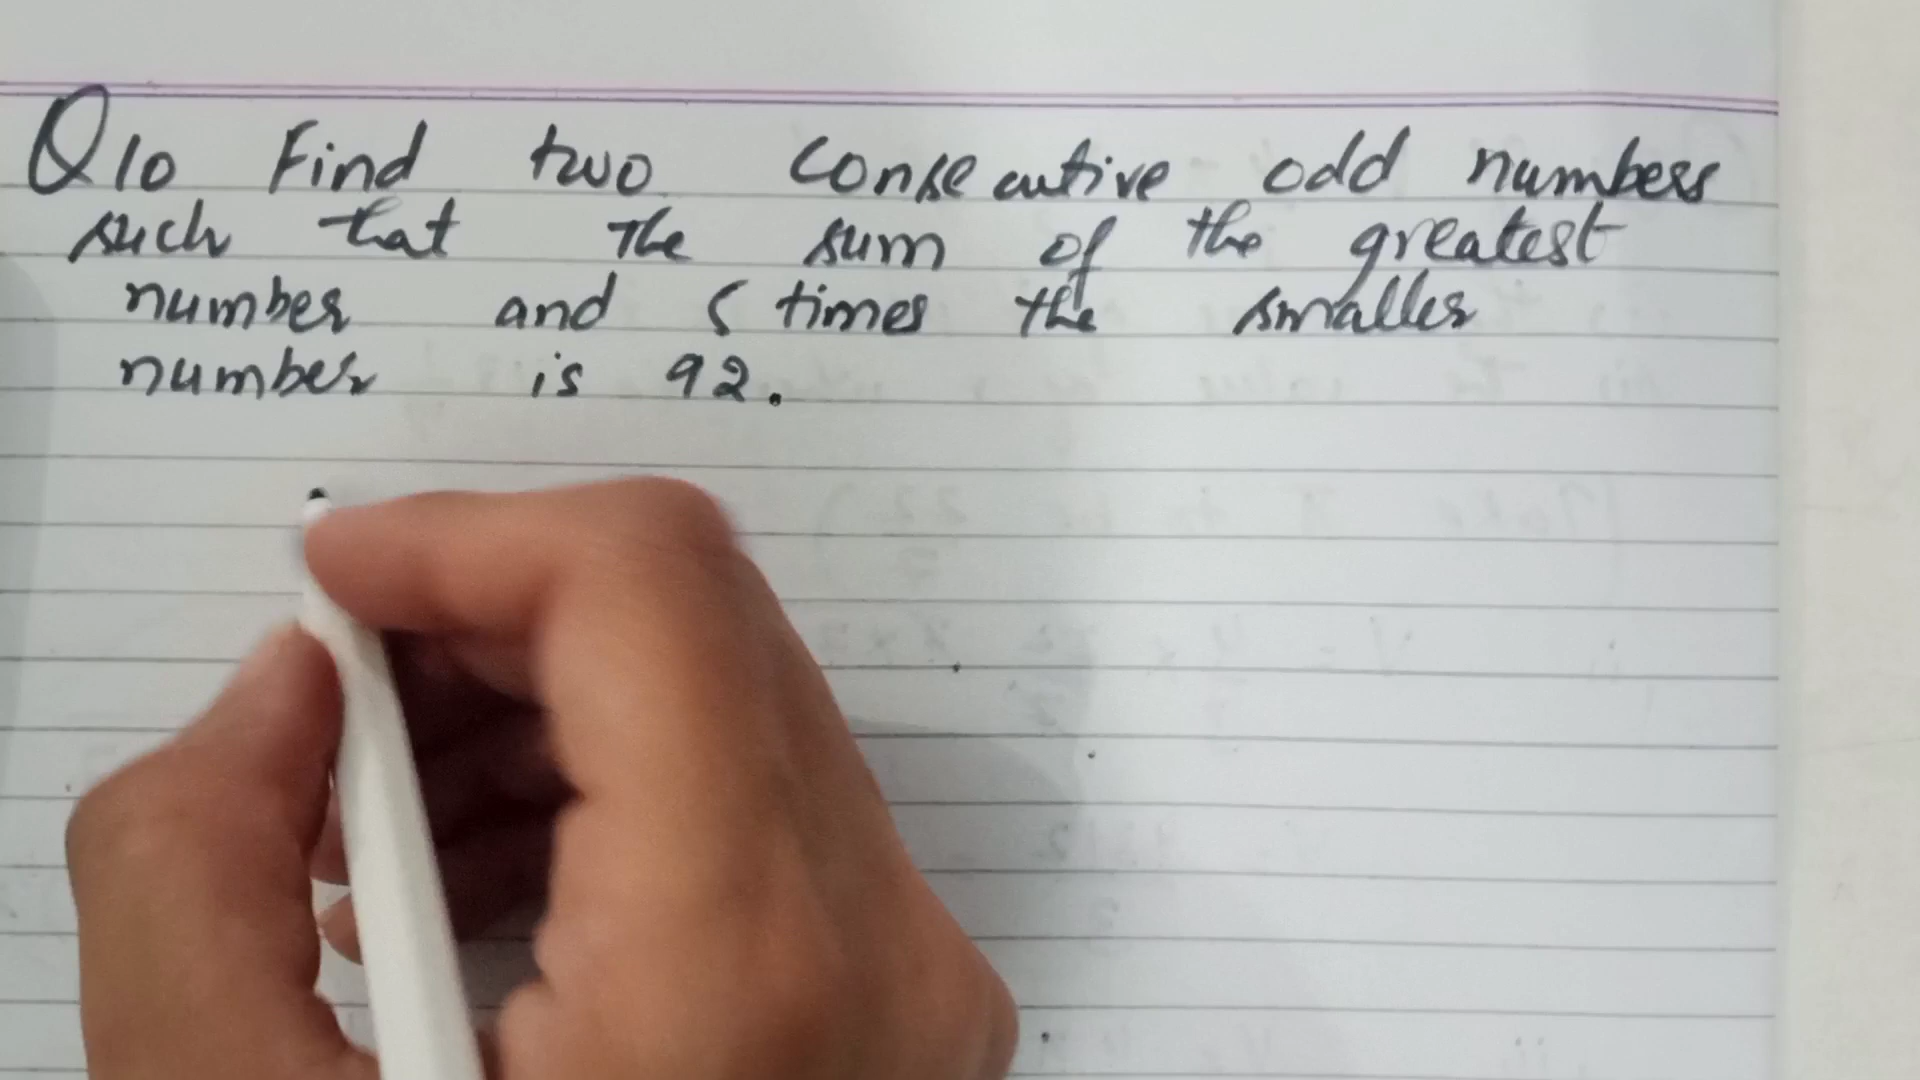 Q10 Find two consecutive odd numbers
such that the sum of the greatest
number and 5 times the smaller
number is 92.